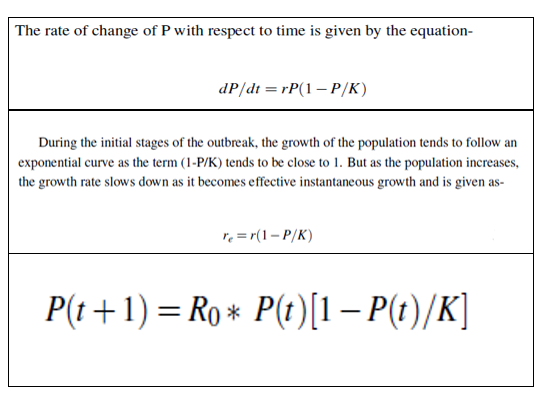 The rate of change of P with respect to time is given by the equation-
dP/dt = rP(1 − P/K)
During the initial stages of the outbreak, the growth of the population tends to follow an
exponential curve as the term (1-P/K) tends to be close to 1. But as the population increases,
the growth rate slows down as it becomes effective instantaneous growth and is given as-
rₑ = r(1 − P/K)
P(t + 1) = R₀ * P(t)[1 − P(t)/K]